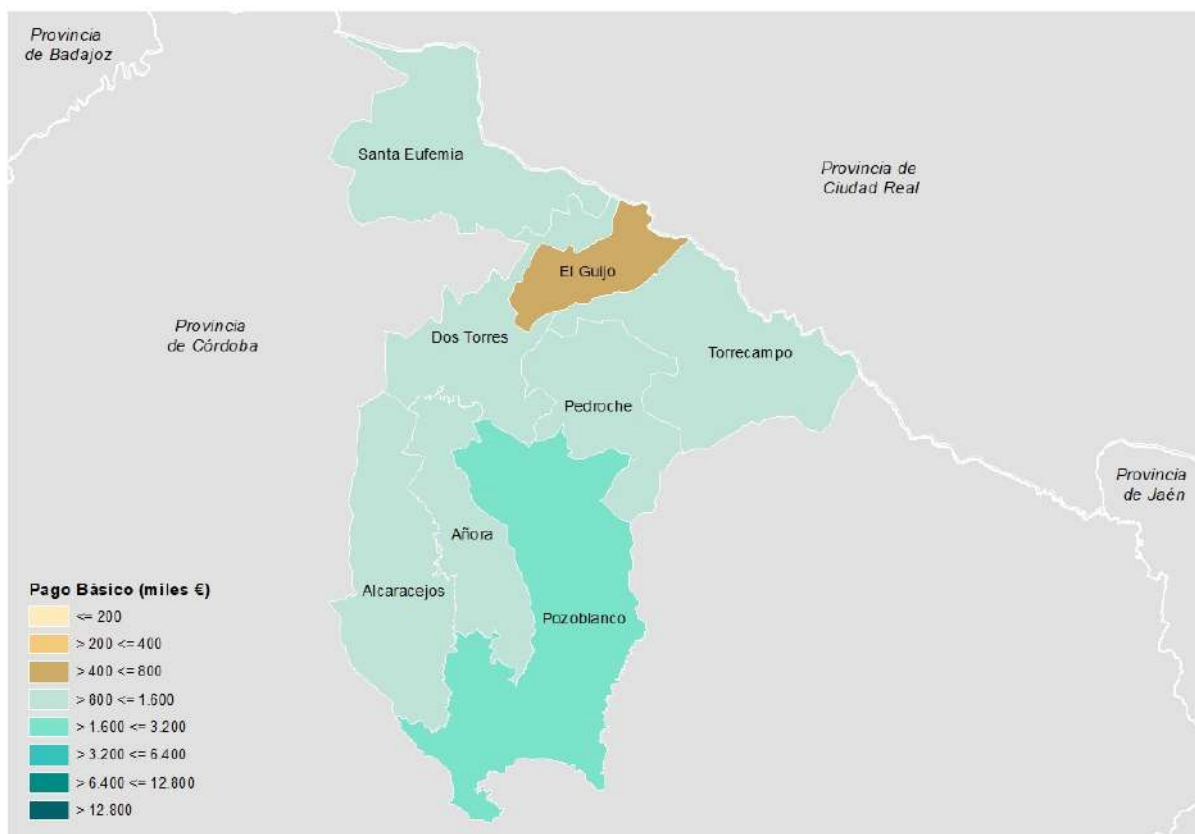 Provincia
de Badajoz
Santa Eufemia
Provincia de
Ciudad Real
El Guijo
Provincia
de Córdoba
Dos Torres
Torrecampo
Pedroche
Provincia
de Jaén
Añora
Alcaracejos
Pozoblanco
Pago Básico (miles €)
<= 200
> 200 <= 400
> 400 <= 800
> 800 <= 1.600
> 1.600 <= 3.200
> 3.200 <= 6.400
> 6.400 <= 12.800
> 12.800